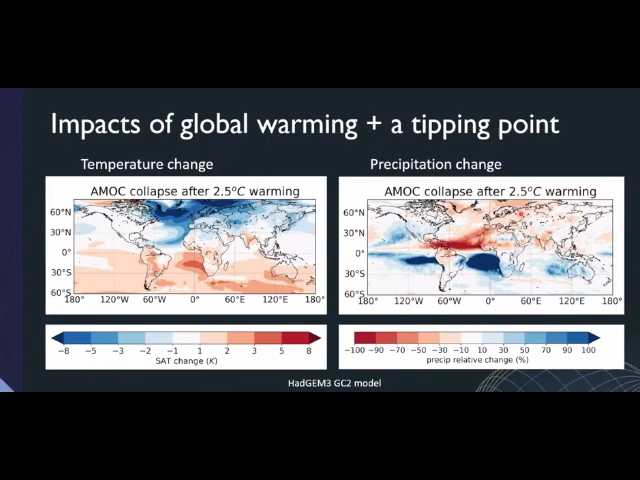 Impacts of global warming + a tipping point
Temperature change
Precipitation change
AMOC collapse after 2.5°C warming
60°N
30°N
0°
30°S
60°S
180° 120°W 60°W 0° 60°E 120°E 180°
−8 −5 −3 −2 −1 1 2 3 5 8
SAT change (K)
AMOC collapse after 2.5°C warming
60°N
30°N
0°
30°S
60°S
180° 120°W 60°W 0° 60°E 120°E 180°
−100 −90 −70 −50 −30 −10 10 30 50 70 90 100
precip relative change (%)
HadGEM3 GC2 model